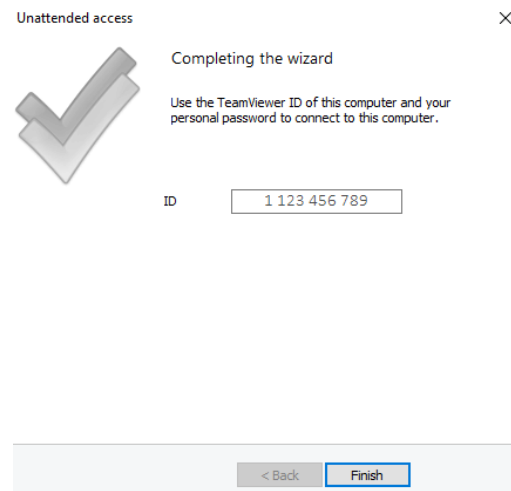 Unattended access
Completing the wizard
Use the TeamViewer ID of this computer and your
personal password to connect to this computer.
ID
1 123 456 789
< Back
Finish